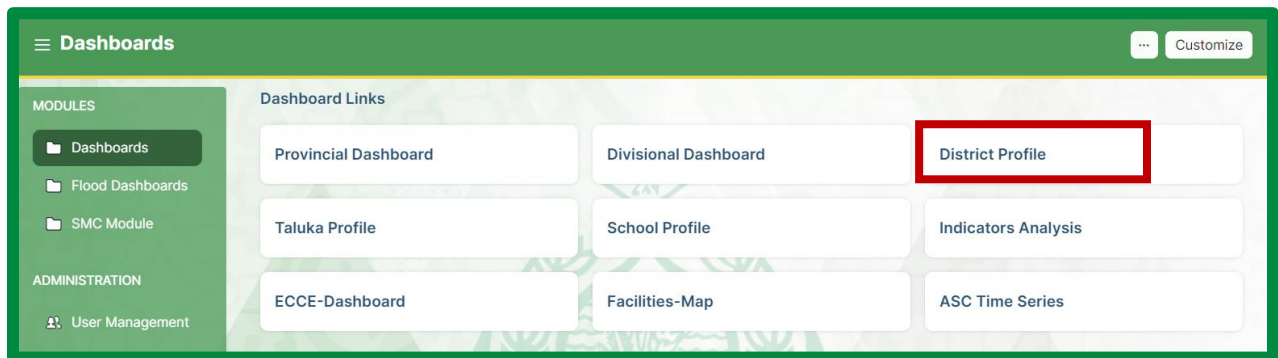 Dashboards
... Customize
MODULES
Dashboards
Flood Dashboards
SMC Module
ADMINISTRATION
User Management
Dashboard Links
Provincial Dashboard
Divisional Dashboard
District Profile
Taluka Profile
School Profile
Indicators Analysis
ECCE-Dashboard
Facilities-Map
ASC Time Series